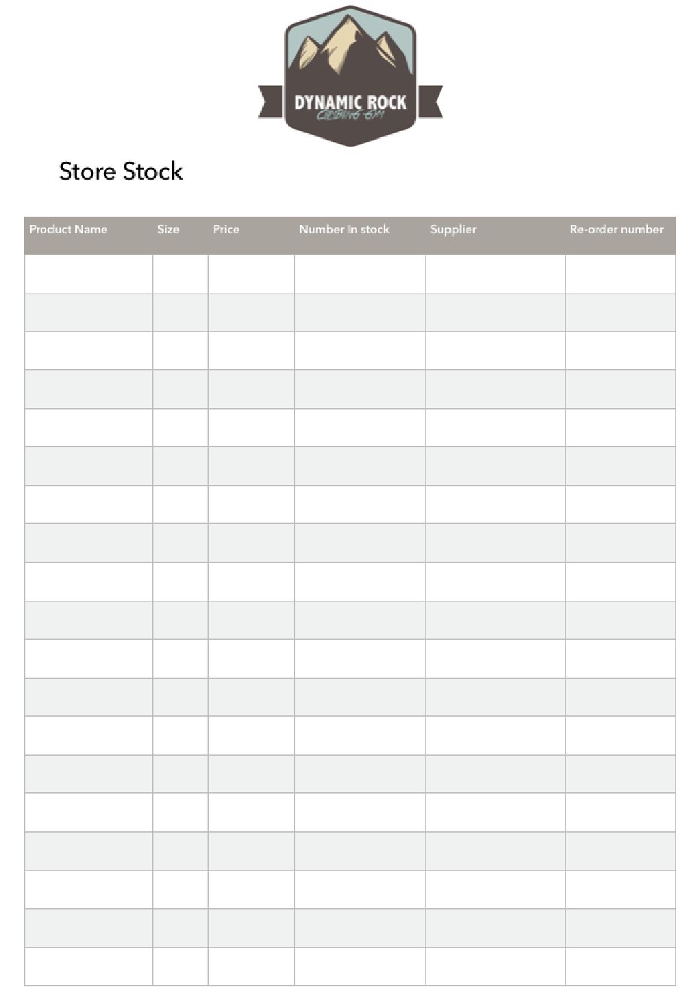 DYNAMIC ROCK
CLIMBING GYM
Store Stock
Product Name Size Price Number In stock Supplier Re-order number